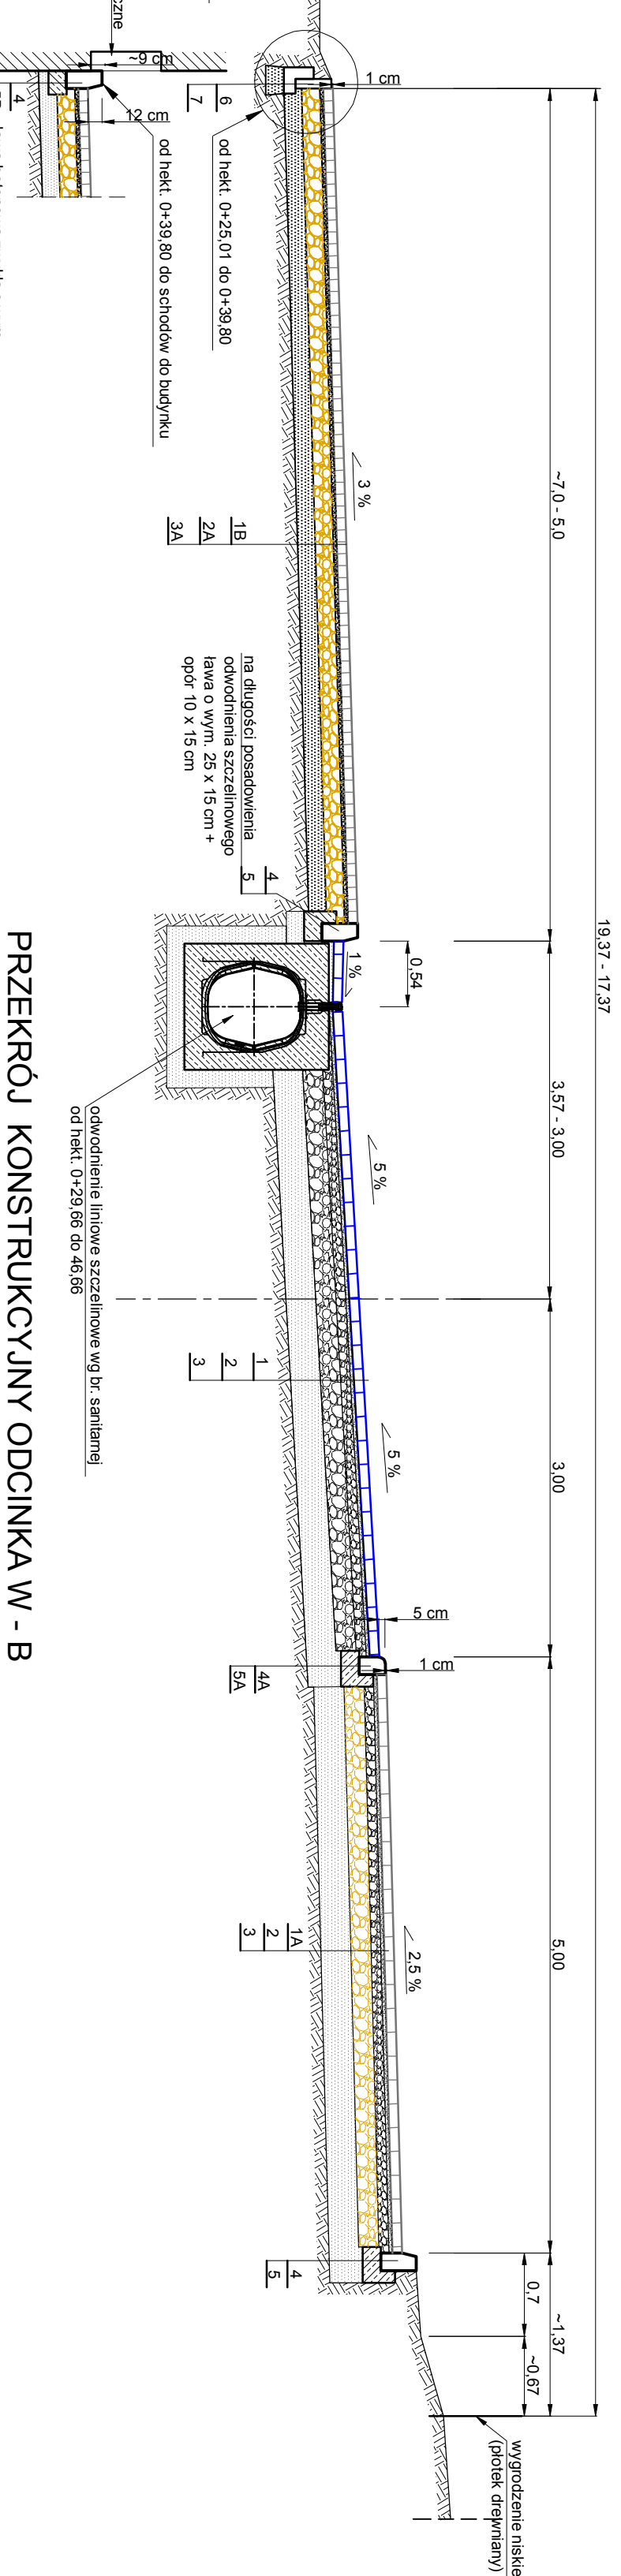 19,37 - 17,37
~7,0 - 5,0
3,57 - 3,00
3,00
5,00
~1,37
0,54
0,7
~0,67
wygrodzenie niskie
(płotek drewniany)
1 cm
3 %
1 %
5 %
5 %
5 cm
1 cm
2,5 %
6
7
od hekt. 0+25,01 do 0+39,80
1B
2A
3A
na długości posadowienia
odwodnienia szczelinowego
ława o wym. 25 x 15 cm +
opór 10 x 15 cm
4
5
1
2
3
4A
5A
1A
2
3
4
5
~9 cm
12 cm
od hekt. 0+39,80 do schodów do budynku
4
odwodnienie liniowe szczelinowe wg br. sanitarnej
od hekt. 0+29,66 do 46,66
PRZEKRÓJ KONSTRUKCYJNY ODCINKA W - B